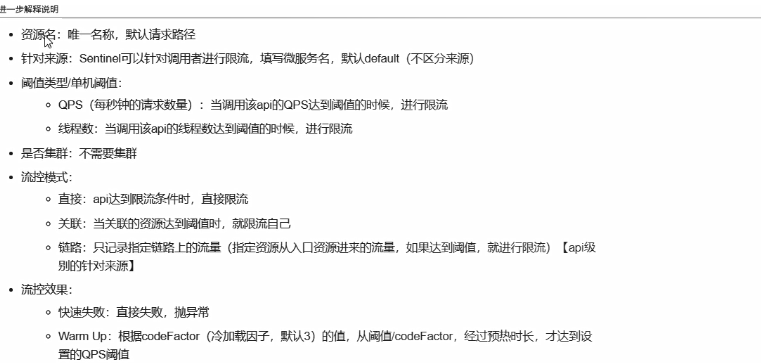 进一步解释说明
资源名：唯一名称，默认请求路径
针对来源：Sentinel可以针对调用者进行限流，填写微服务名，默认default（不区分来源）
阈值类型/单机阈值：
QPS（每秒钟的请求数量）：当调用该api的QPS达到阈值的时候，进行限流
线程数：当调用该api的线程数达到阈值的时候，进行限流
是否集群：不需要集群
流控模式：
直接：api达到限流条件时，直接限流
关联：当关联的资源达到阈值时，就限流自己
链路：只记录指定链路上的流量（指定资源从入口资源进来的流量，如果达到阈值，就进行限流）【api级
别的针对来源】
流控效果：
快速失败：直接失败，抛异常
Warm Up：根据codeFactor（冷加载因子，默认3）的值，从阈值/codeFactor，经过预热时长，才达到设
置的QPS阈值